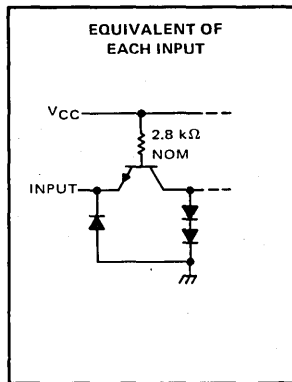 EQUIVALENT OF
EACH INPUT
VCC
2.8 kΩ
NOM
INPUT